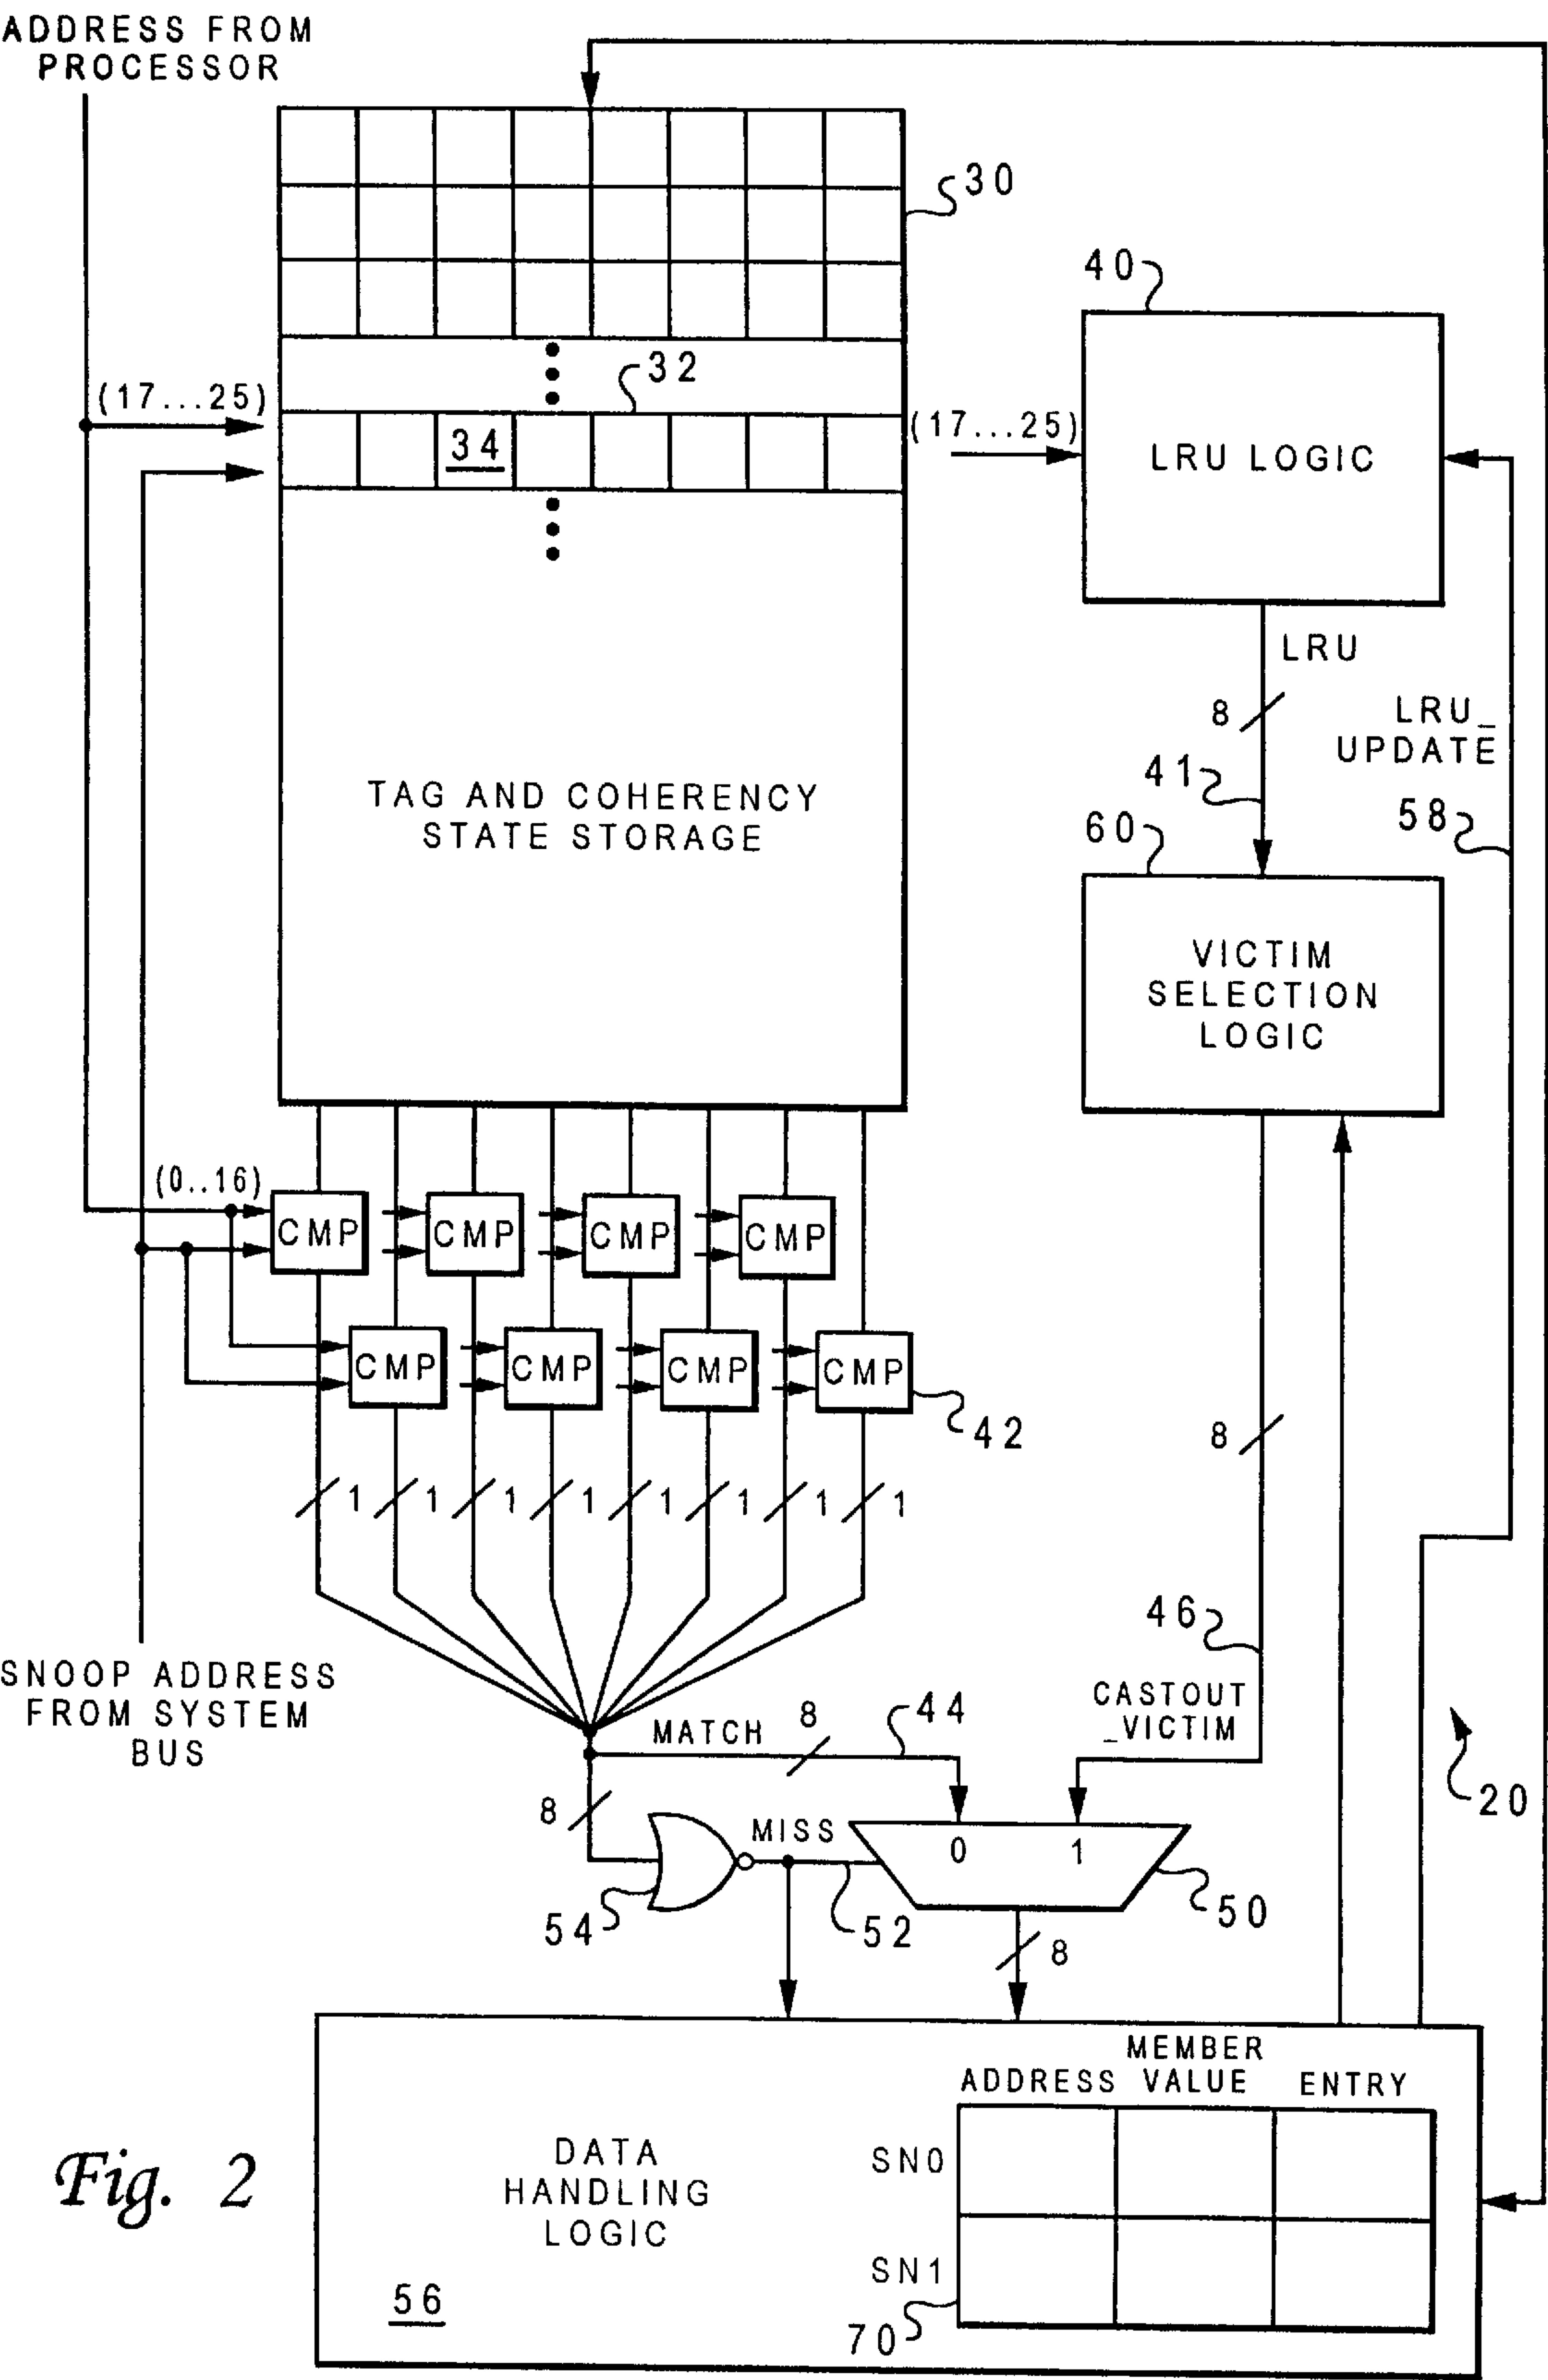 ADDRESS FROM
PROCESSOR
30
40
32
(17...25)
34
(17...25)
LRU LOGIC
LRU
8
LRU_
UPDATE
41
58
60
TAG AND COHERENCY
STATE STORAGE
VICTIM
SELECTION
LOGIC
(0..16)
CMP
CMP
CMP
CMP
CMP
CMP
CMP
CMP
42
8
1
1
1
1
1
1
1
1
46
SNOOP ADDRESS
FROM SYSTEM
BUS
CASTOUT
_VICTIM
MATCH
8
44
20
8
MISS
0
1
54
52
50
8
MEMBER
ADDRESS VALUE ENTRY
SN0
DATA
HANDLING
LOGIC
SN1
56
70
Fig. 2